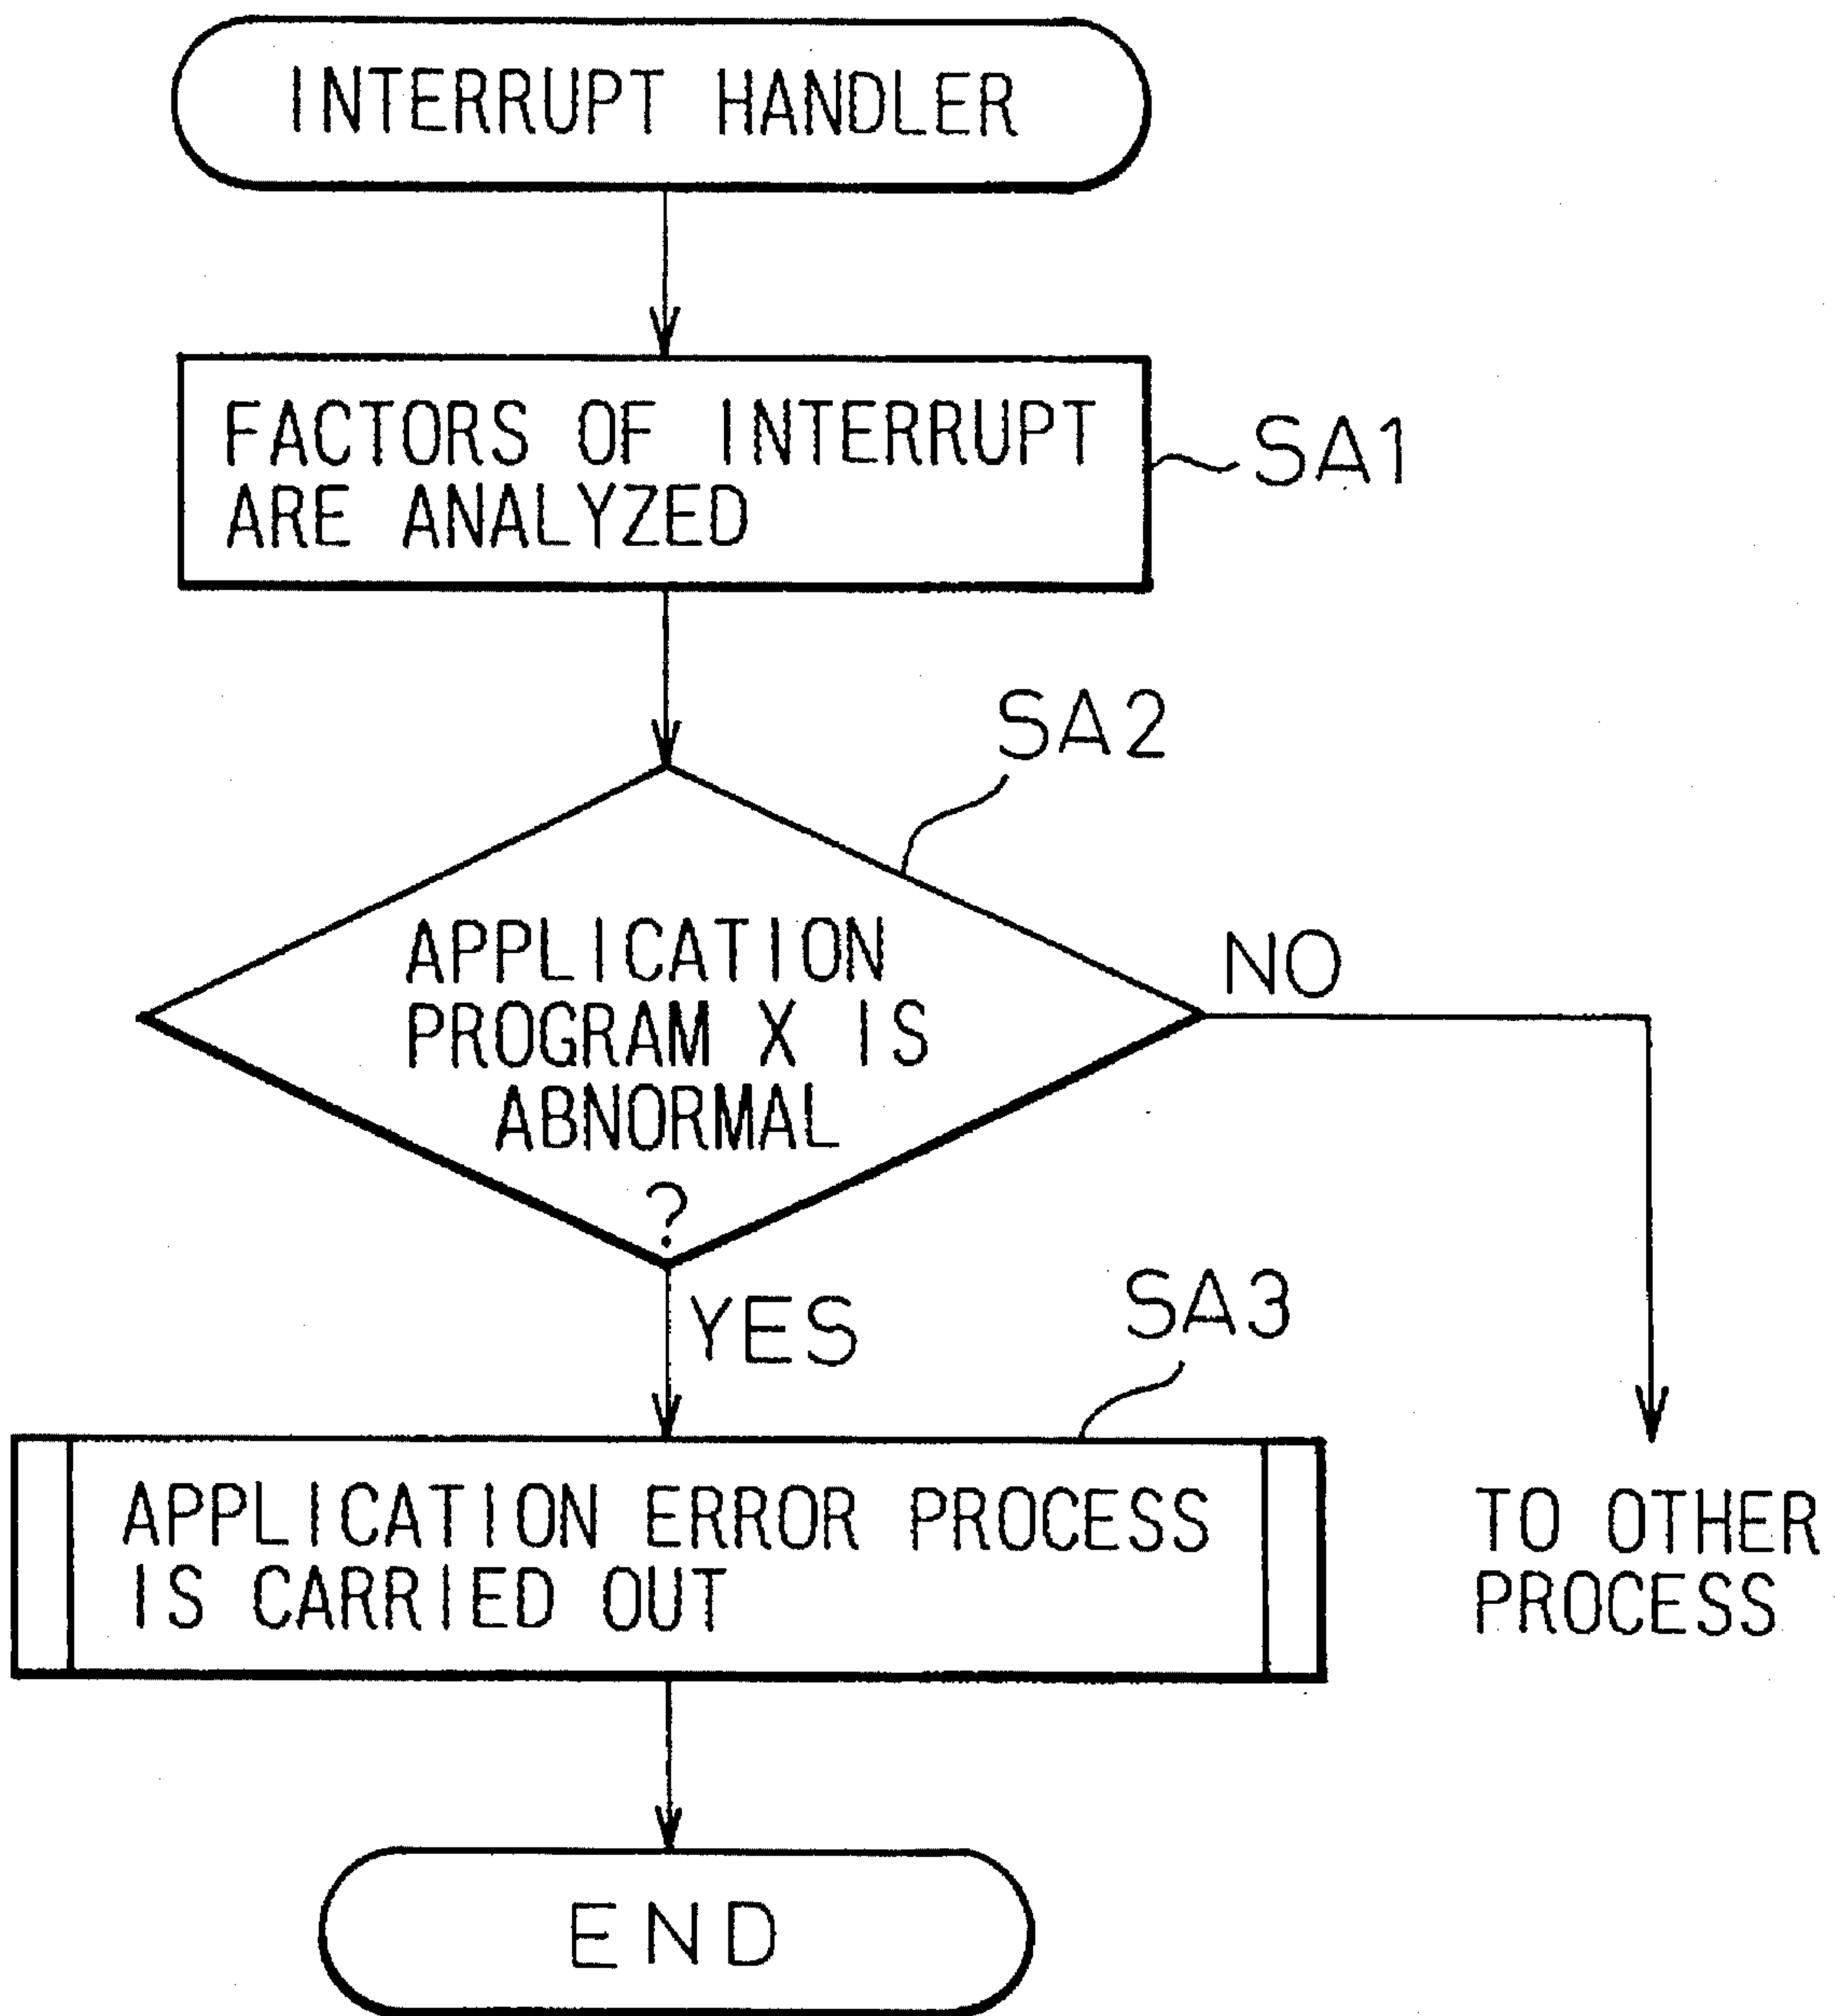 INTERRUPT HANDLER
FACTORS OF INTERRUPT
ARE ANALYZED
SA1
SA2
APPLICATION
PROGRAM X IS
ABNORMAL
?
NO
YES
SA3
APPLICATION ERROR PROCESS
IS CARRIED OUT
TO OTHER
PROCESS
END